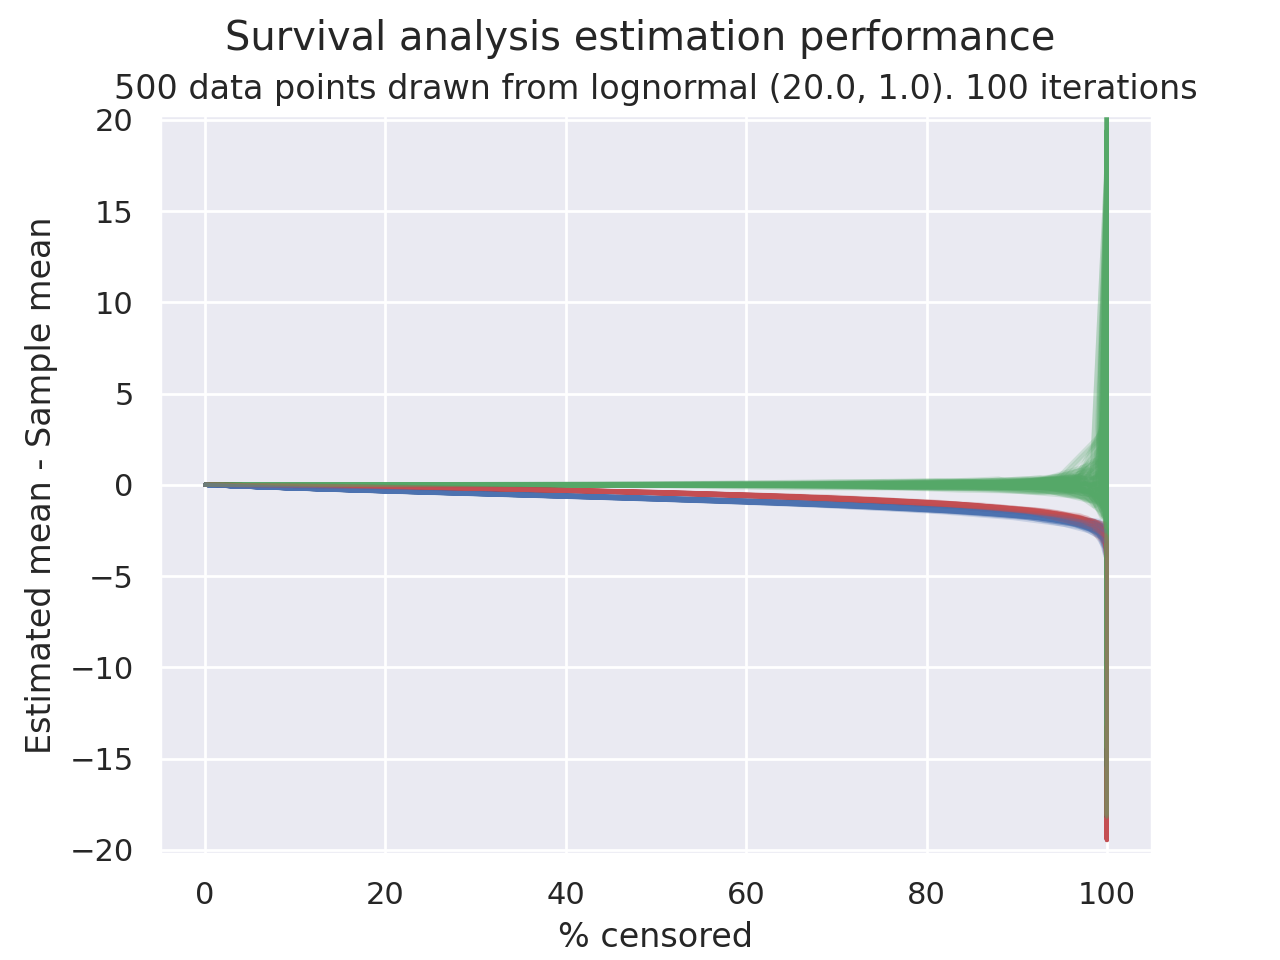 Survival analysis estimation performance
500 data points drawn from lognormal (20.0, 1.0). 100 iterations
20
15
10
5
0
−5
−10
−15
−20
Estimated mean - Sample mean
0 20 40 60 80 100
% censored